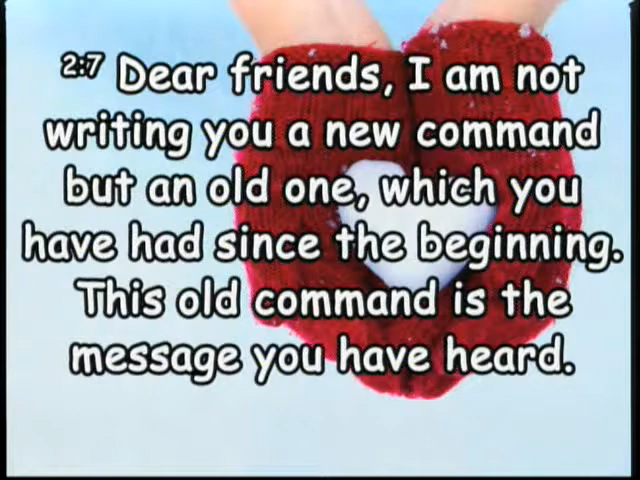 2:7 Dear friends, I am not
writing you a new command
but an old one, which you
have had since the beginning.
This old command is the
message you have heard.